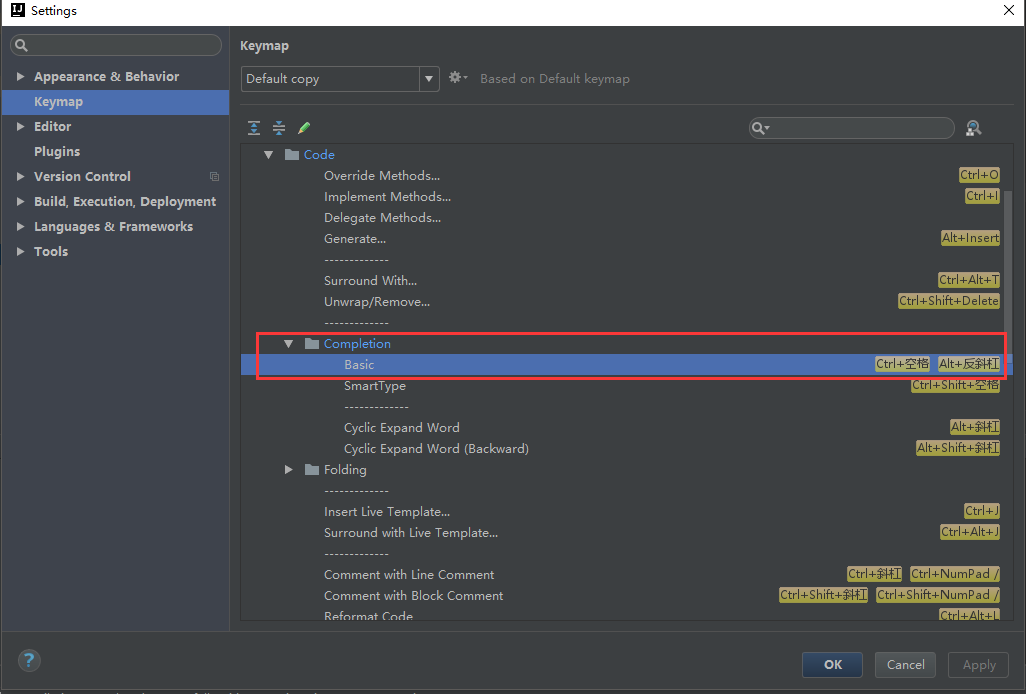 Settings
Keymap
Appearance & Behavior
Keymap
Editor
Plugins
Version Control
Build, Execution, Deployment
Languages & Frameworks
Tools
Default copy
Based on Default keymap
Code
Override Methods... Ctrl+O
Implement Methods... Ctrl+I
Delegate Methods...
Generate... Alt+Insert
-------------
Surround With... Ctrl+Alt+T
Unwrap/Remove... Ctrl+Shift+Delete
-------------
Completion
Basic Ctrl+空格 Alt+反斜杠
SmartType Ctrl+Shift+空格
-------------
Cyclic Expand Word Alt+斜杠
Cyclic Expand Word (Backward) Alt+Shift+斜杠
Folding
-------------
Insert Live Template... Ctrl+J
Surround with Live Template... Ctrl+Alt+J
-------------
Comment with Line Comment Ctrl+斜杠 Ctrl+NumPad /
Comment with Block Comment Ctrl+Shift+斜杠 Ctrl+Shift+NumPad /
Reformat Code Ctrl+Alt+L
?
OK Cancel Apply